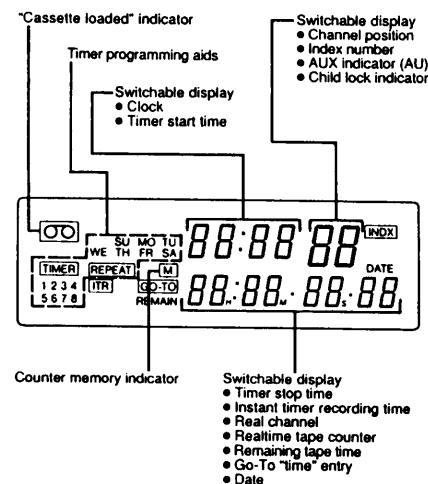 "Cassette loaded" indicator
Timer programming aids
Switchable display
• Clock
• Timer start time
Switchable display
• Channel position
• Index number
• AUX indicator (AU)
• Child lock indicator
SU MO TU
WE TH FR SA
88:88
88
INDX
TIMER
REPEAT
M
DATE
1 2 3 4
5 6 7 8
ITR
GO-TO
REMAIN
88H:88M:88S:88
Counter memory indicator
Switchable display
• Timer stop time
• Instant timer recording time
• Real channel
• Realtime tape counter
• Remaining tape time
• Go-To "time" entry
• Date